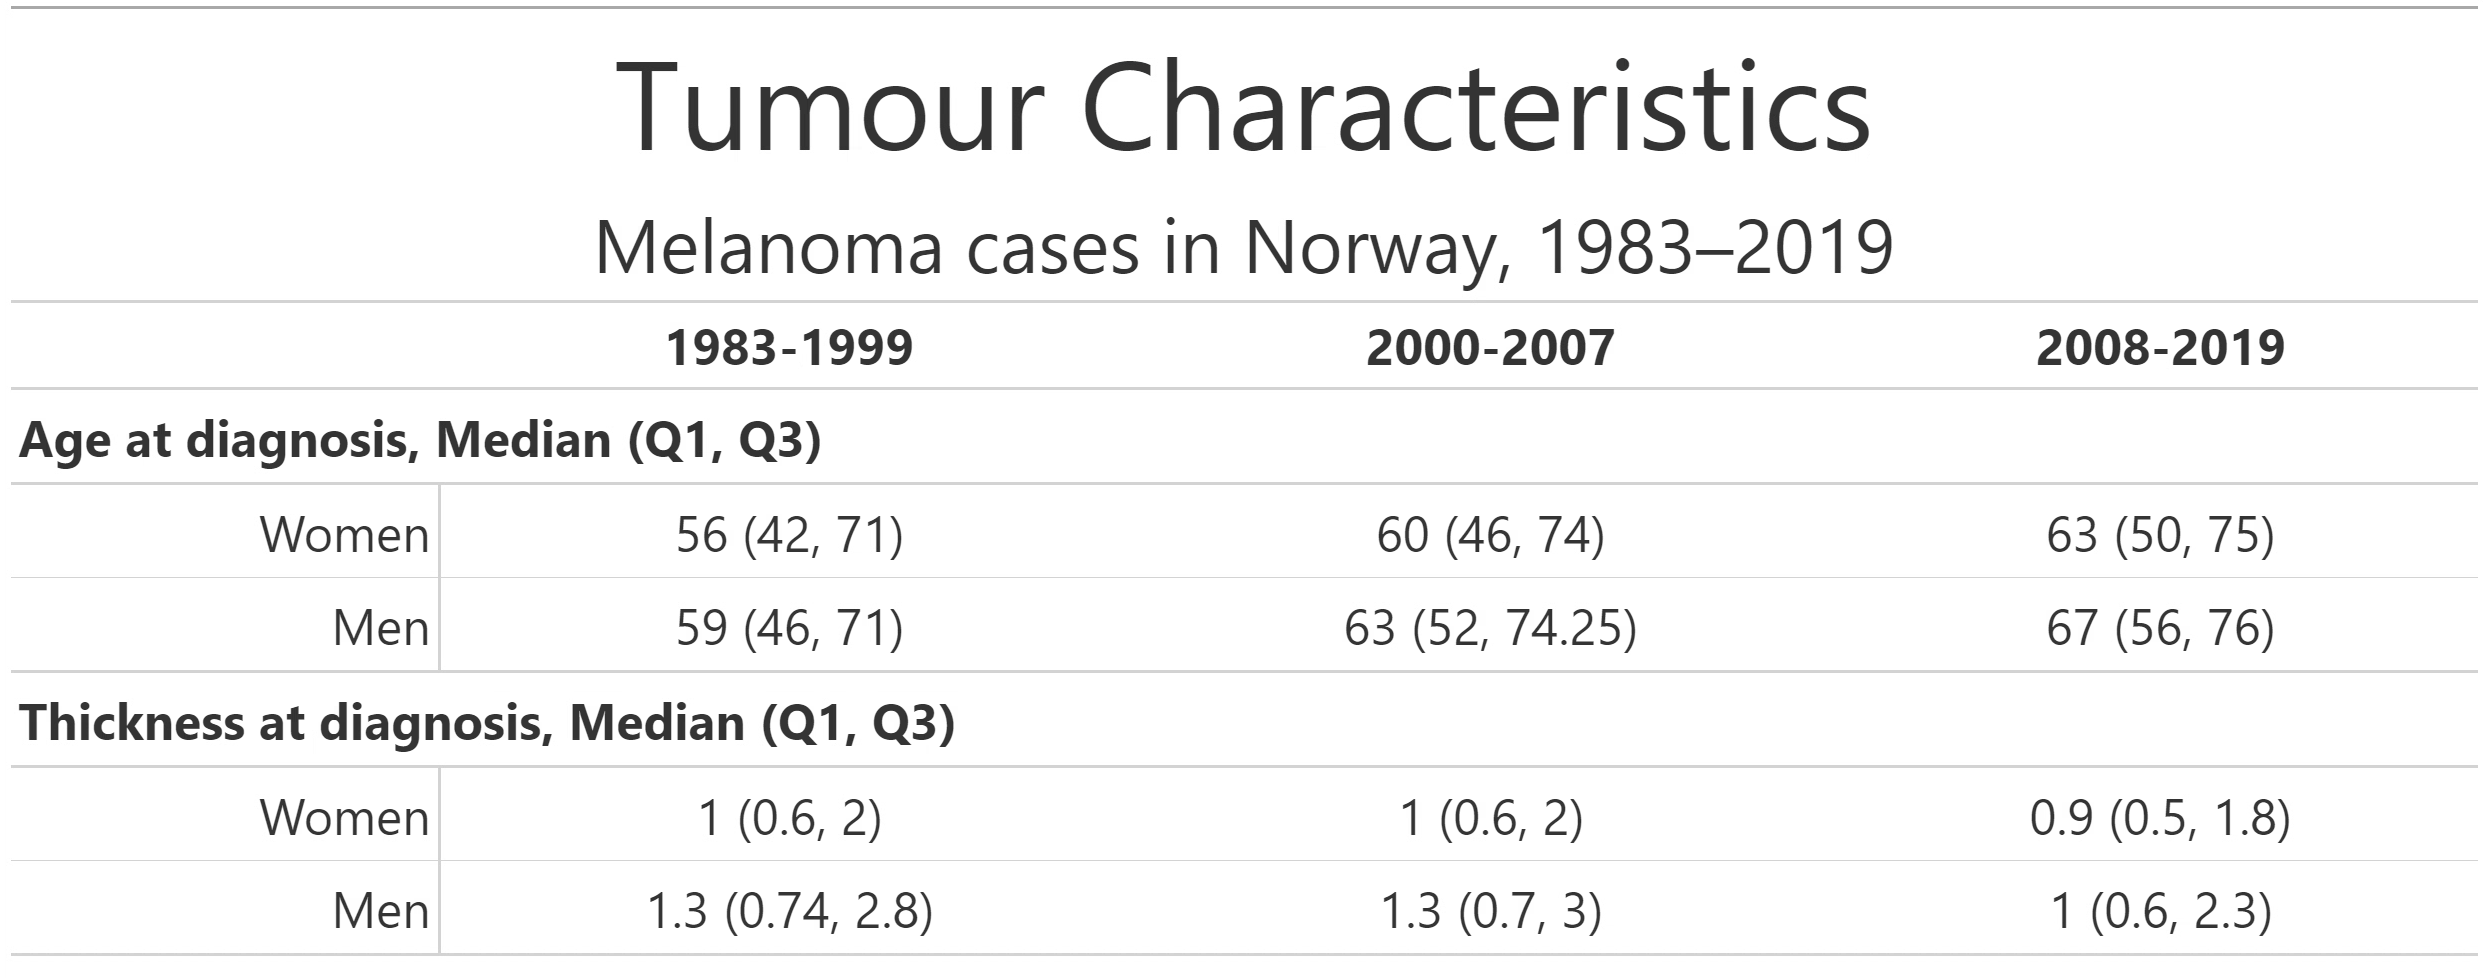 Tumour Characteristics
Melanoma cases in Norway, 1983–2019
1983-1999 2000-2007 2008-2019
Age at diagnosis, Median (Q1, Q3)
Women 56 (42, 71) 60 (46, 74) 63 (50, 75)
Men 59 (46, 71) 63 (52, 74.25) 67 (56, 76)
Thickness at diagnosis, Median (Q1, Q3)
Women 1 (0.6, 2) 1 (0.6, 2) 0.9 (0.5, 1.8)
Men 1.3 (0.74, 2.8) 1.3 (0.7, 3) 1 (0.6, 2.3)